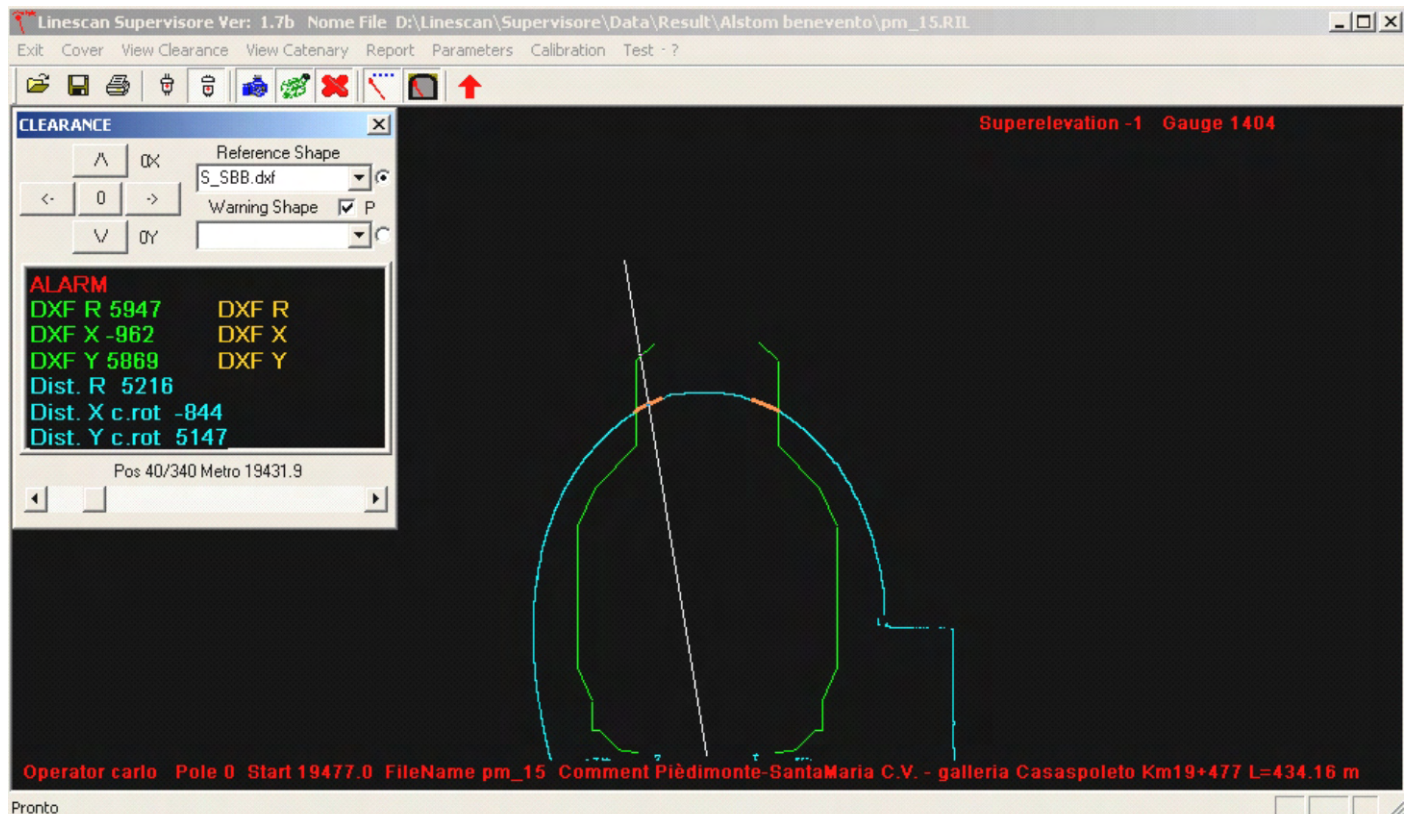 Linescan Supervisore Ver: 1.7b Nome File D:\Linescan\Supervisore\Data\Result\Alstom benevento\pm_15.RIL
Exit Cover View Clearance View Catenary Report Parameters Calibration Test - ?
CLEARANCE
Superelevation -1 Gauge 1404
/\ 0X Reference Shape
S_SBB.dxf
<- 0 -> Warning Shape P
\/ 0Y
ALARM
DXF R 5947 DXF R
DXF X -962 DXF X
DXF Y 5869 DXF Y
Dist. R 5216
Dist. X c.rot -844
Dist. Y c.rot 5147
Pos 40/340 Metro 19431.9
Operator carlo Pole 0 Start 19477.0 FileName pm_15 Comment Pièdimonte-SantaMaria C.V. - galleria Casaspoleto Km19+477 L=434.16 m
Pronto